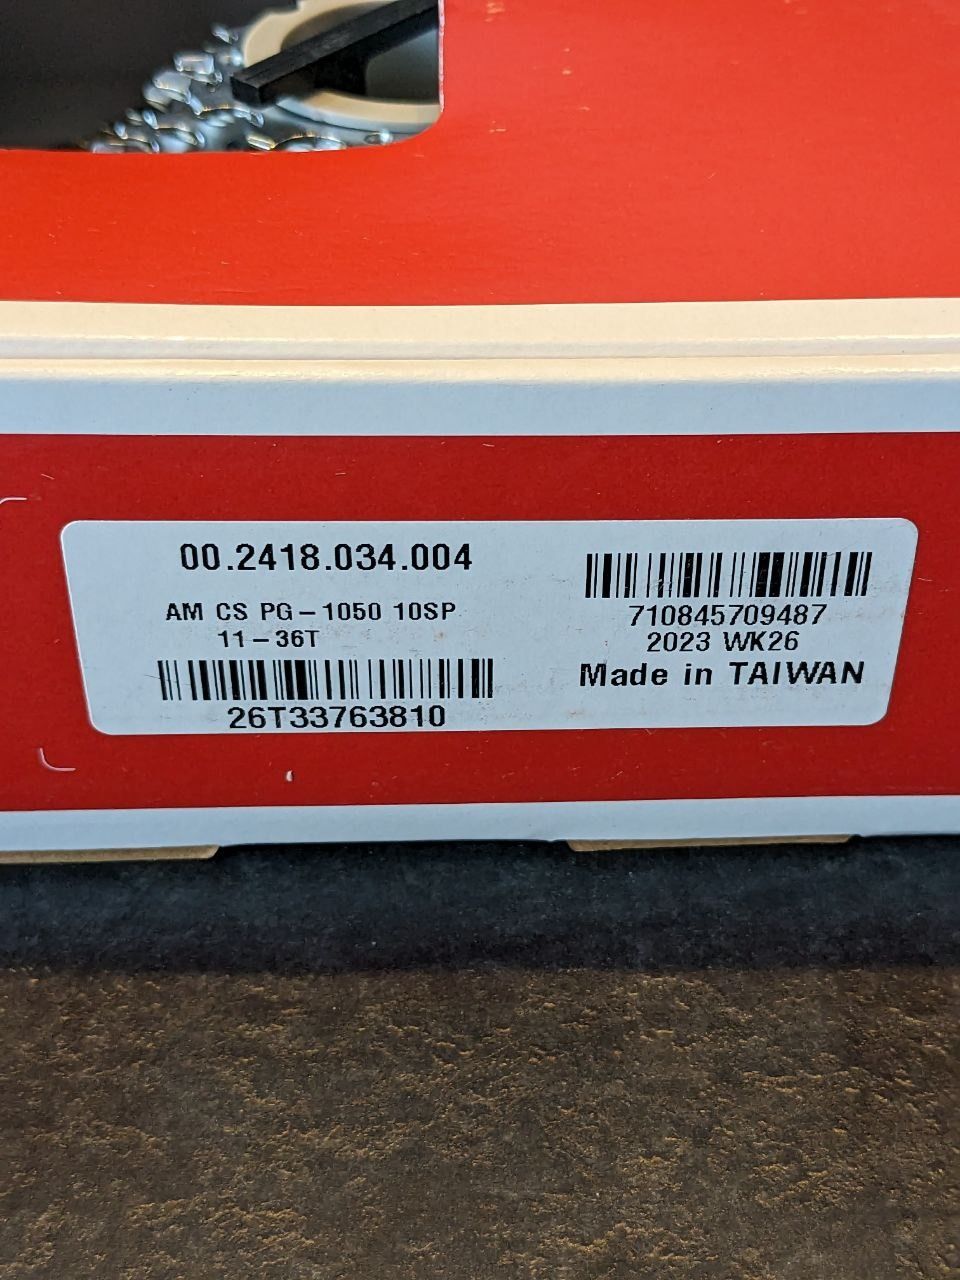 00.2418.034.004
AM CS PG-1050 10SP
11-36T
26T33763810
710845709487
2023 WK26
Made in TAIWAN